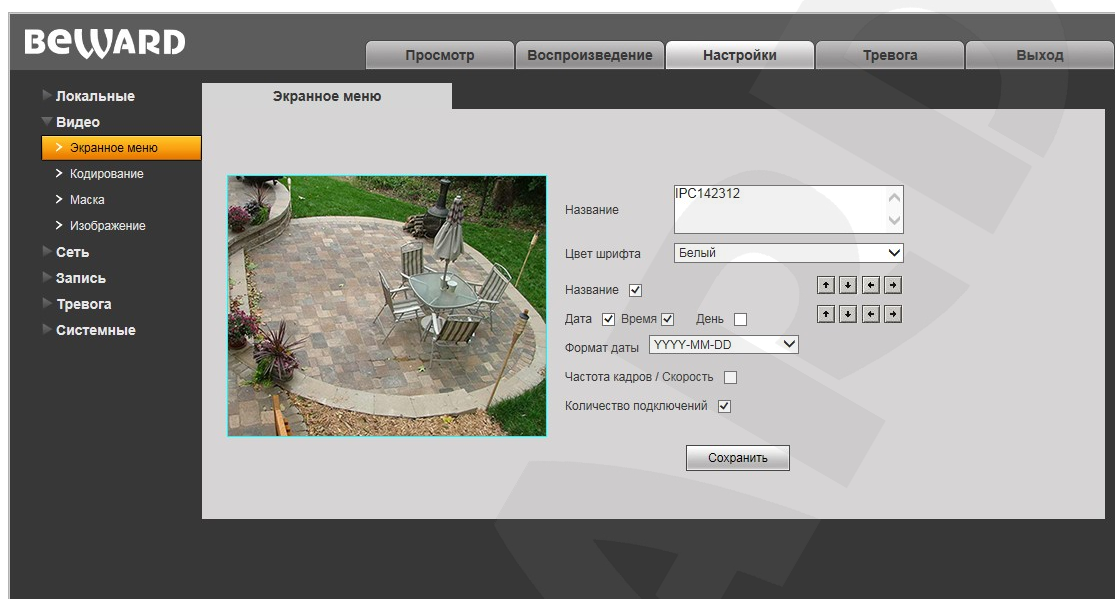 BEWARD
Просмотр
Воспроизведение
Настройки
Тревога
Выход
Локальные
Видео
Экранное меню
Кодирование
Маска
Изображение
Сеть
Запись
Тревога
Системные
Экранное меню
Название
IPC142312
Цвет шрифта
Белый
Название
Дата Время День
Формат даты YYYY-MM-DD
Частота кадров / Скорость
Количество подключений
Сохранить